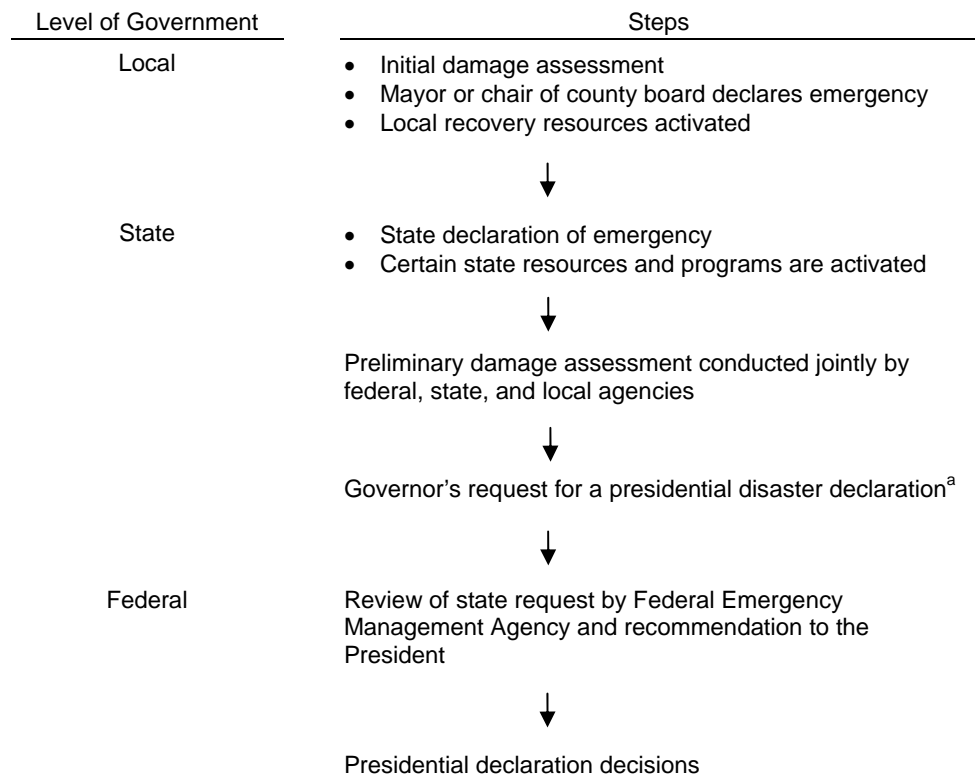 Level of Government Steps
Local
• Initial damage assessment
• Mayor or chair of county board declares emergency
• Local recovery resources activated
State
• State declaration of emergency
• Certain state resources and programs are activated
Preliminary damage assessment conducted jointly by
federal, state, and local agencies
Governor’s request for a presidential disaster declarationᵃ
Federal
Review of state request by Federal Emergency
Management Agency and recommendation to the
President
Presidential declaration decisions